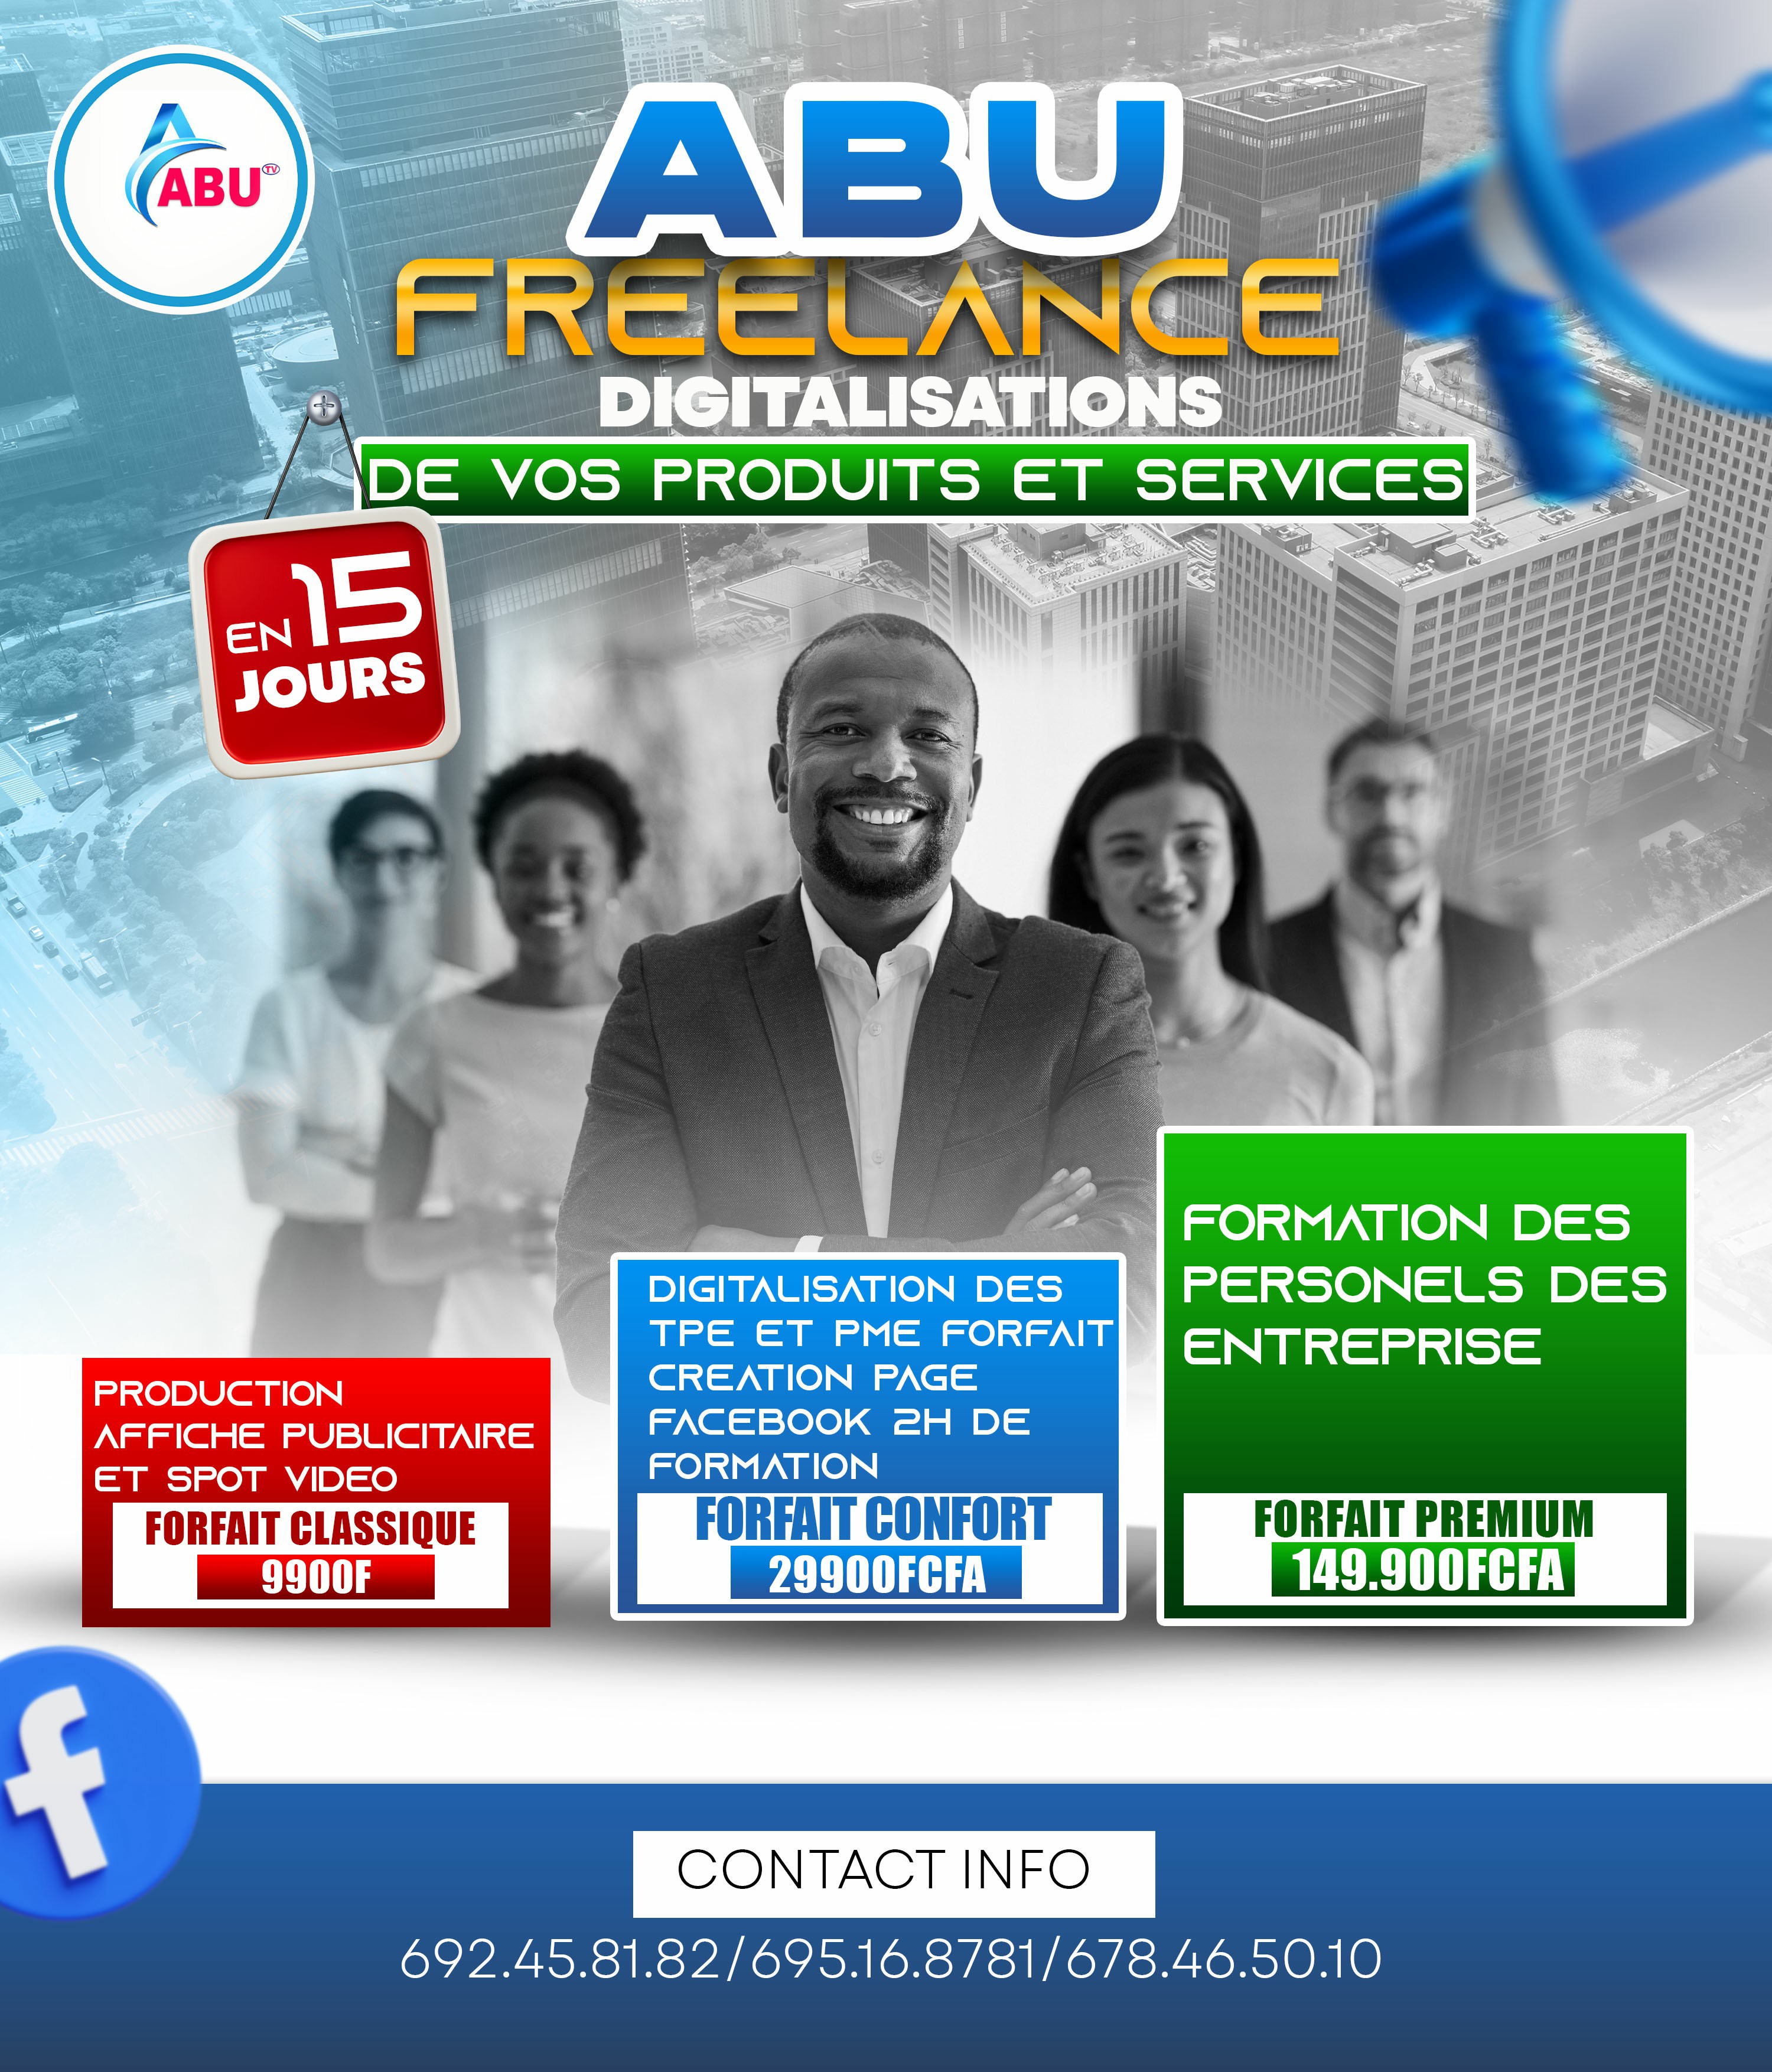 ABU TV
ABU
FREELANCE
DIGITALISATIONS
DE VOS PRODUITS ET SERVICES
EN 15
JOURS
PRODUCTION
AFFICHE PUBLICITAIRE
ET SPOT VIDEO
FORFAIT CLASSIQUE
9900F
DIGITALISATION DES
TPE ET PME FORFAIT
CREATION PAGE
FACEBOOK 2H DE
FORMATION
FORFAIT CONFORT
29900FCFA
FORMATION DES
PERSONELS DES
ENTREPRISE
FORFAIT PREMIUM
149.900FCFA
f
CONTACT INFO
692.45.81.82/695.16.8781/678.46.50.10